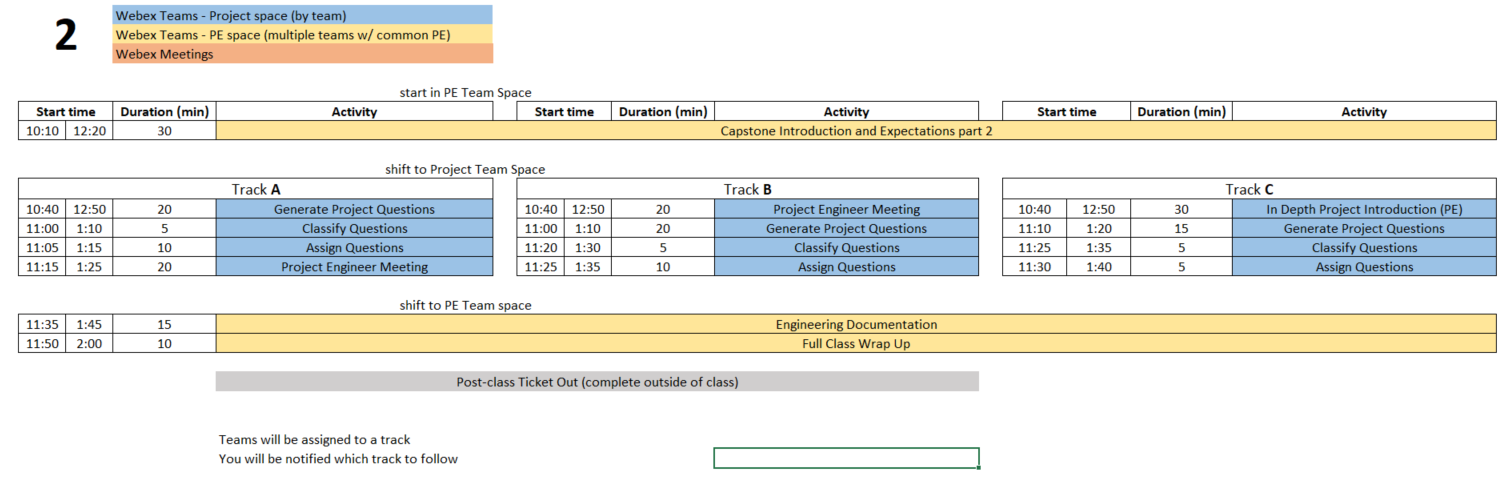 2
Webex Teams - Project space (by team)
Webex Teams - PE space (multiple teams w/ common PE)
Webex Meetings
start in PE Team Space
Start time Duration (min) Activity Start time Duration (min) Activity Start time Duration (min) Activity
10:10 12:20 30 Capstone Introduction and Expectations part 2
shift to Project Team Space
Track A Track B Track C
10:40 12:50 20 Generate Project Questions 10:40 12:50 20 Project Engineer Meeting 10:40 12:50 30 In Depth Project Introduction (PE)
11:00 1:10 5 Classify Questions 11:00 1:10 20 Generate Project Questions 11:10 1:20 15 Generate Project Questions
11:05 1:15 10 Assign Questions 11:20 1:30 5 Classify Questions 11:25 1:35 5 Classify Questions
11:15 1:25 20 Project Engineer Meeting 11:25 1:35 10 Assign Questions 11:30 1:40 5 Assign Questions
shift to PE Team space
11:35 1:45 15 Engineering Documentation
11:50 2:00 10 Full Class Wrap Up
Post-class Ticket Out (complete outside of class)
Teams will be assigned to a track
You will be notified which track to follow